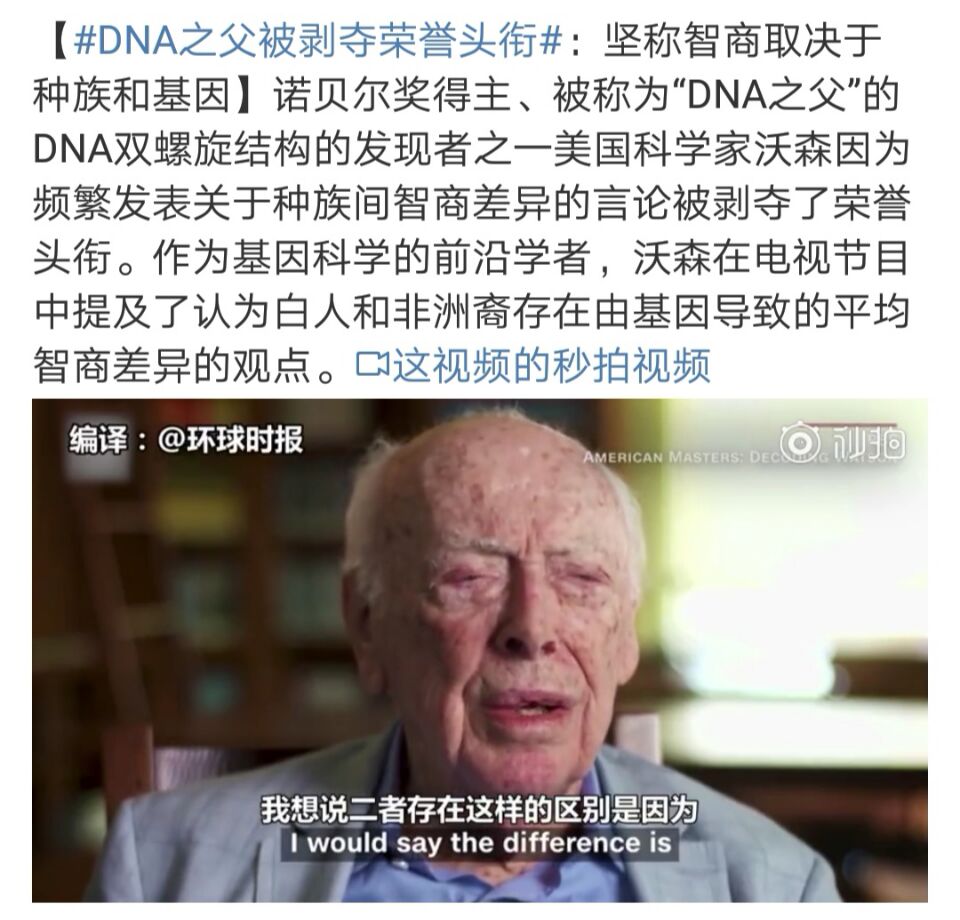 【#DNA之父被剥夺荣誉头衔#：坚称智商取决于
种族和基因】诺贝尔奖得主、被称为“DNA之父”的
DNA双螺旋结构的发现者之一美国科学家沃森因为
频繁发表关于种族间智商差异的言论被剥夺了荣誉
头衔。作为基因科学的前沿学者，沃森在电视节目
中提及了认为白人和非洲裔存在由基因导致的平均
智商差异的观点。这视频的秒拍视频
编译：@环球时报
秒拍
AMERICAN MASTERS: DECODING WATSON
我想说二者存在这样的区别是因为
I would say the difference is